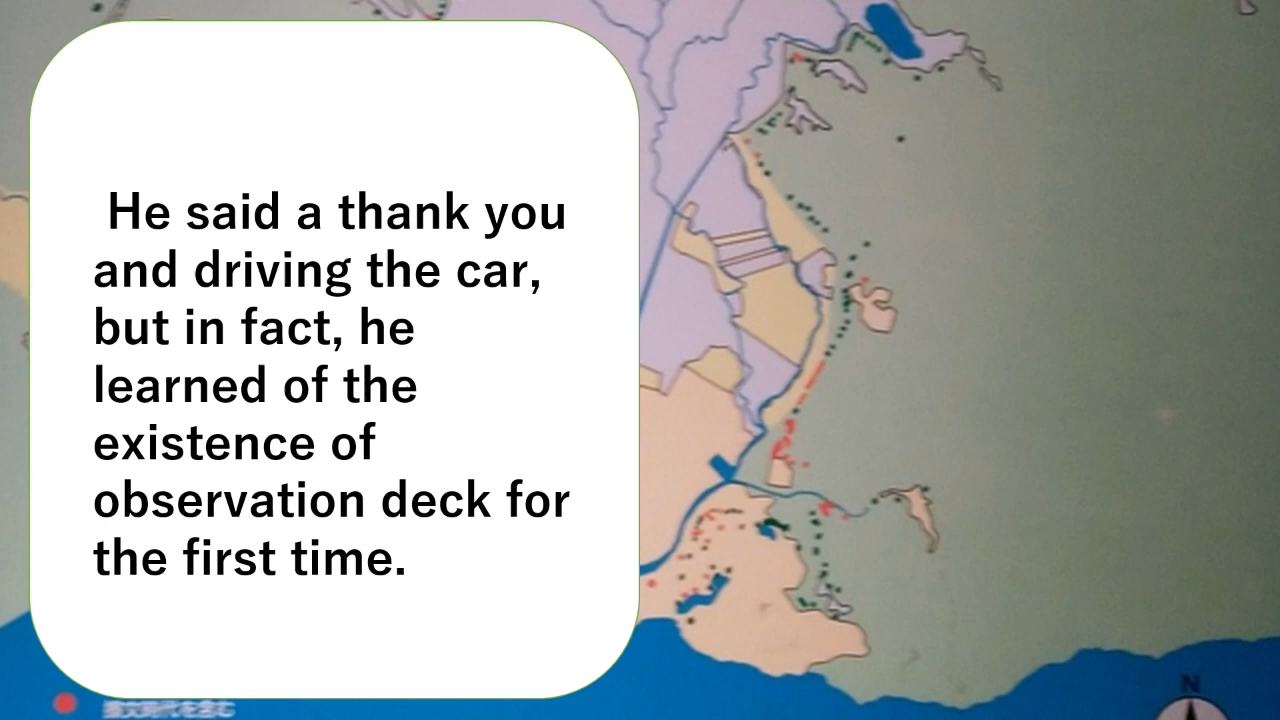 He said a thank you
and driving the car,
but in fact, he
learned of the
existence of
observation deck for
the first time.
N